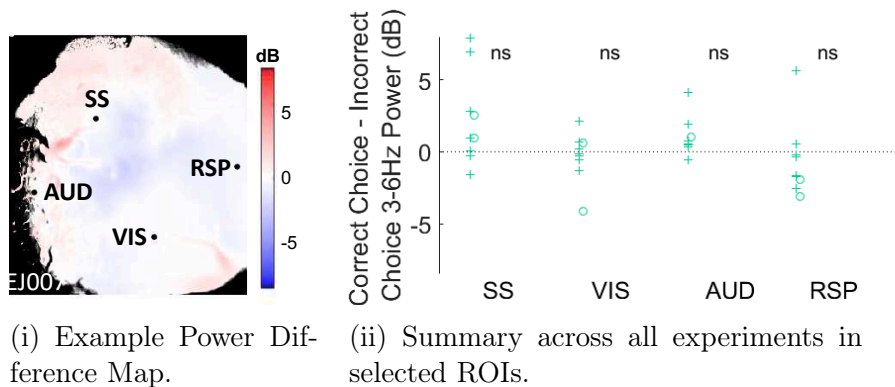 dB
5
0
-5
SS
RSP
AUD
VIS
EJ007
Correct Choice - Incorrect
Choice 3-6Hz Power (dB)
5
0
-5
ns ns ns ns
SS VIS AUD RSP
(i) Example Power Dif-
ference Map.
(ii) Summary across all experiments in
selected ROIs.